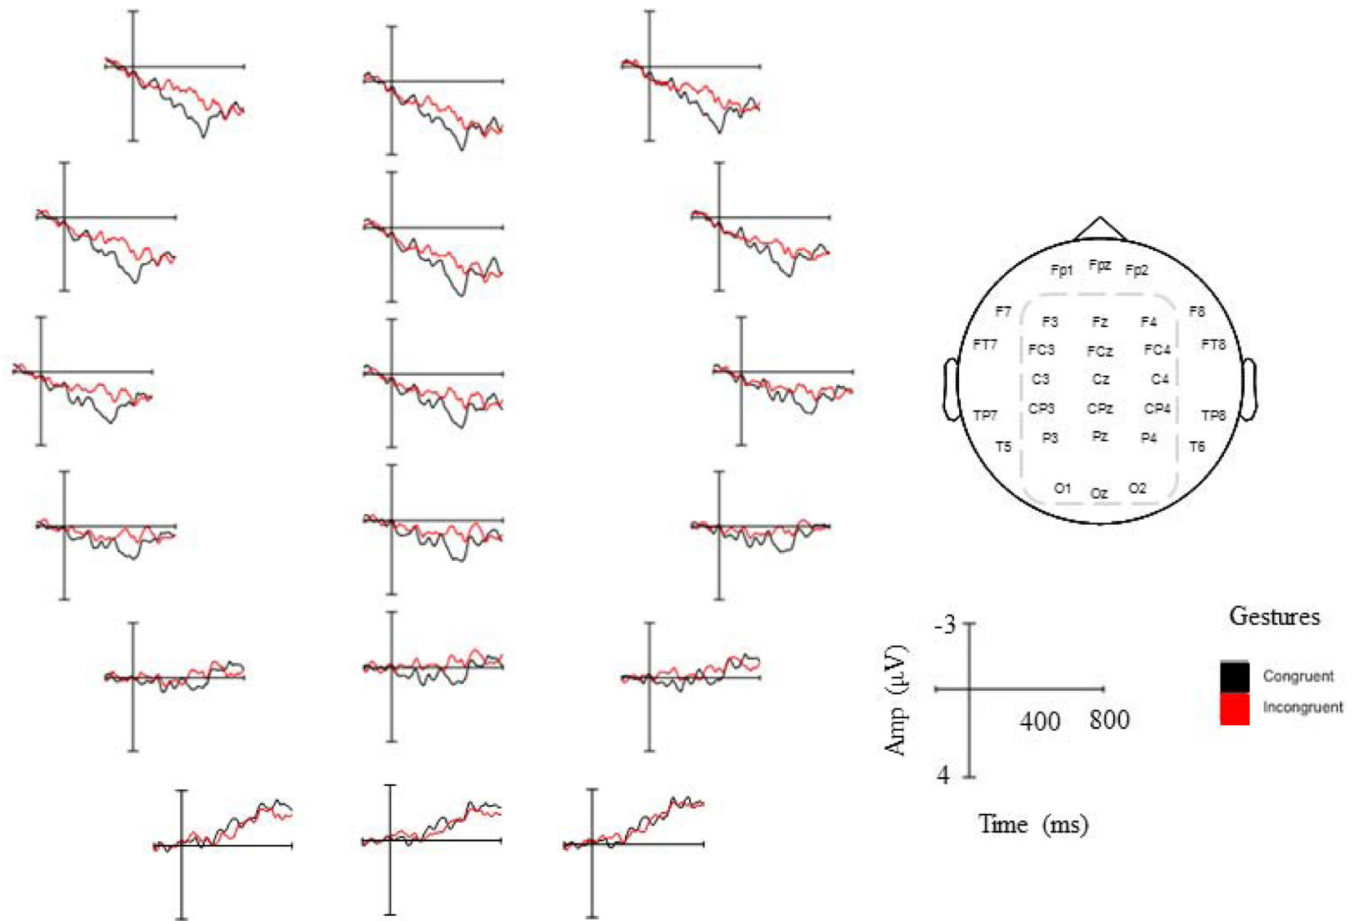 Fp1 Fpz Fp2
F7 F3 Fz F4 F8
FT7 FC3 FCz FC4 FT8
C3 Cz C4
TP7 CP3 CPz CP4 TP8
T5 P3 Pz P4 T6
O1 Oz O2
-3
Amp (μV)
400 800
4
Time (ms)
Gestures
Congruent
Incongruent